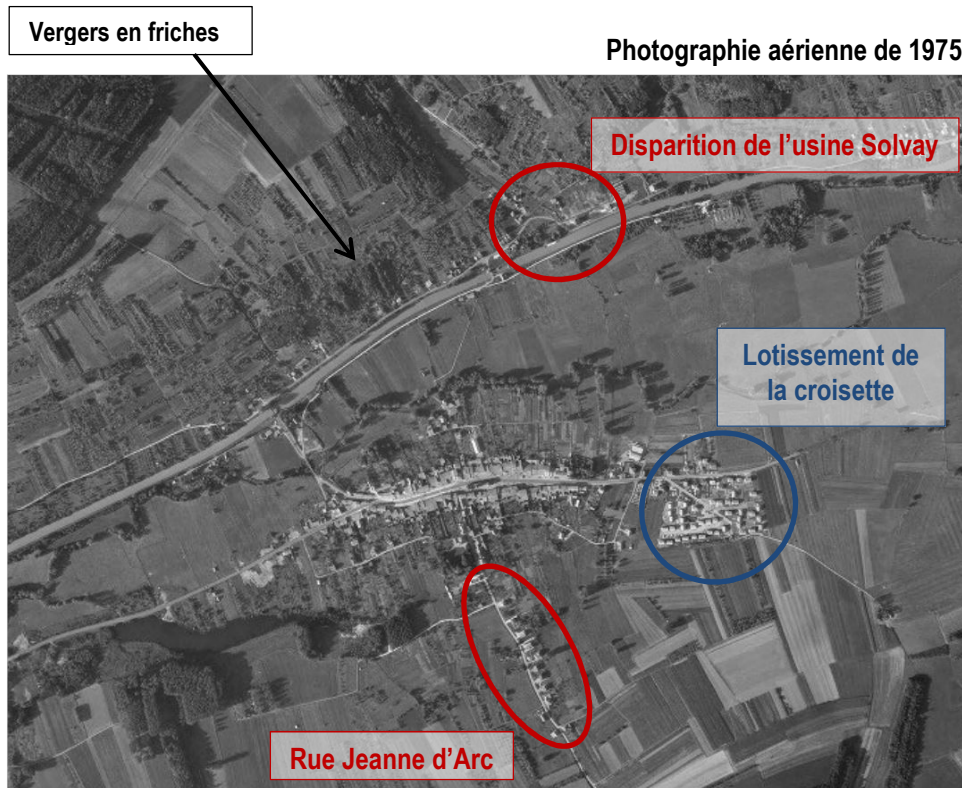 Vergers en friches
Photographie aérienne de 1975
Disparition de l’usine Solvay
Lotissement de
la croisette
Rue Jeanne d’Arc